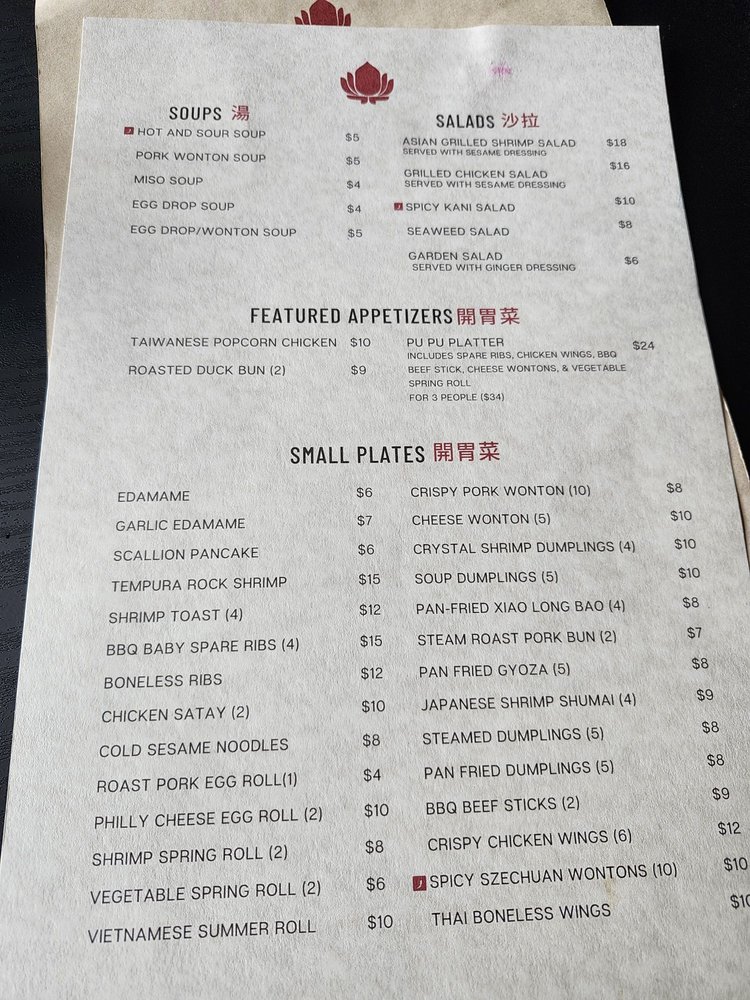 SOUPS 湯
HOT AND SOUR SOUP $5
PORK WONTON SOUP $5
MISO SOUP $4
EGG DROP SOUP $4
EGG DROP/WONTON SOUP $5
SALADS 沙拉
ASIAN GRILLED SHRIMP SALAD $18
SERVED WITH SESAME DRESSING
GRILLED CHICKEN SALAD $16
SERVED WITH SESAME DRESSING
SPICY KANI SALAD $10
SEAWEED SALAD $8
GARDEN SALAD $6
SERVED WITH GINGER DRESSING
FEATURED APPETIZERS 開胃菜
TAIWANESE POPCORN CHICKEN $10
ROASTED DUCK BUN (2) $9
PU PU PLATTER $24
INCLUDES SPARE RIBS, CHICKEN WINGS, BBQ
BEEF STICK, CHEESE WONTONS, & VEGETABLE
SPRING ROLL
FOR 3 PEOPLE ($34)
SMALL PLATES 開胃菜
EDAMAME $6
GARLIC EDAMAME $7
SCALLION PANCAKE $6
TEMPURA ROCK SHRIMP $15
SHRIMP TOAST (4) $12
BBQ BABY SPARE RIBS (4) $15
BONELESS RIBS $12
CHICKEN SATAY (2) $10
COLD SESAME NOODLES $8
ROAST PORK EGG ROLL(1) $4
PHILLY CHEESE EGG ROLL (2) $10
SHRIMP SPRING ROLL (2) $8
VEGETABLE SPRING ROLL (2) $6
VIETNAMESE SUMMER ROLL $10
CRISPY PORK WONTON (10) $8
CHEESE WONTON (5) $10
CRYSTAL SHRIMP DUMPLINGS (4) $10
SOUP DUMPLINGS (5) $10
PAN-FRIED XIAO LONG BAO (4) $8
STEAM ROAST PORK BUN (2) $7
PAN FRIED GYOZA (5) $8
JAPANESE SHRIMP SHUMAI (4) $9
STEAMED DUMPLINGS (5) $8
PAN FRIED DUMPLINGS (5) $8
BBQ BEEF STICKS (2) $9
CRISPY CHICKEN WINGS (6) $12
SPICY SZECHUAN WONTONS (10) $10
THAI BONELESS WINGS $10